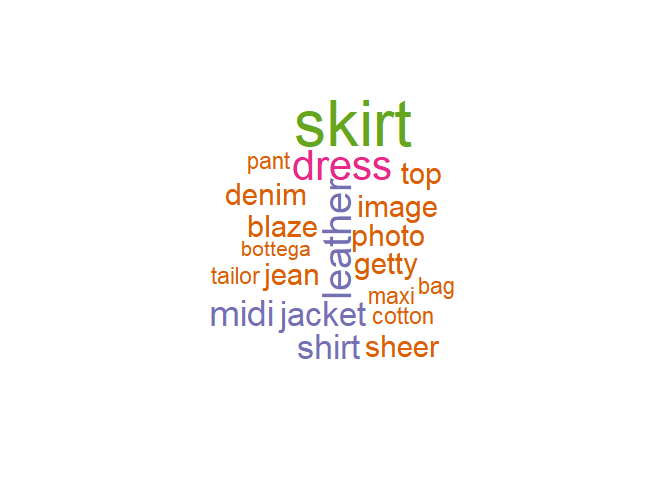 skirt
pant dress top
denim
leather
image
blaze
photo
bottega
getty
tailor jean
maxi bag
midi jacket cotton
shirt sheer